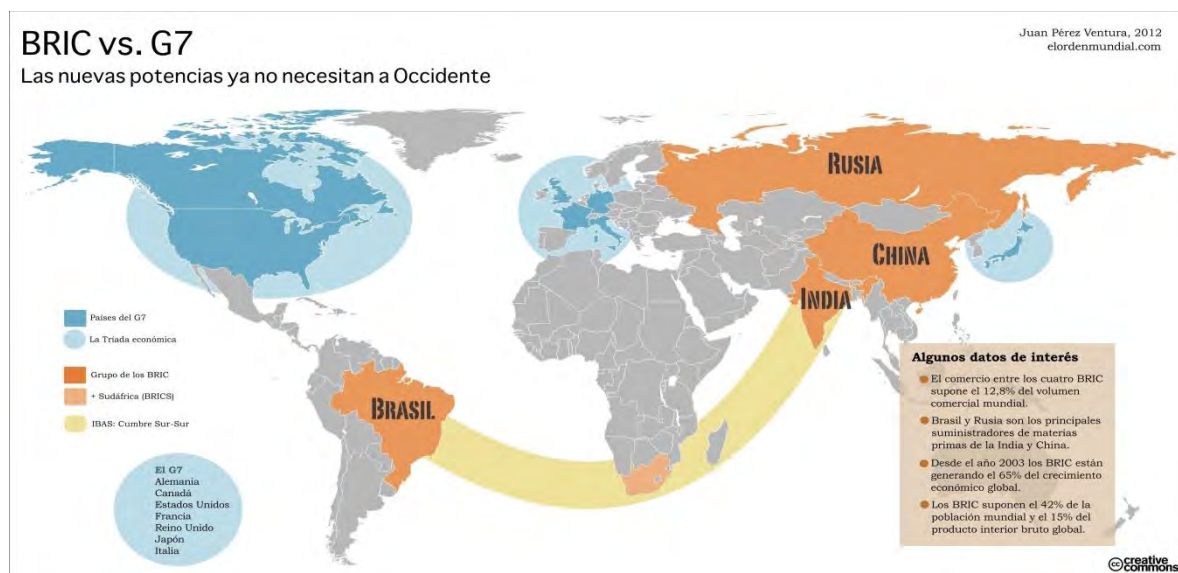 BRIC vs. G7
Las nuevas potencias ya no necesitan a Occidente
Juan Pérez Ventura, 2012
elordenmundial.com
RUSIA
CHINA
INDIA
BRASIL
Países del G7
La Tríada económica
Grupo de los BRIC
+ Sudáfrica (BRICS)
IBAS: Cumbre Sur-Sur
El G7
Alemania
Canadá
Estados Unidos
Francia
Reino Unido
Japón
Italia
Algunos datos de interés
El comercio entre los cuatro BRIC
supone el 12,8% del volumen
comercial mundial.
Brasil y Rusia son los principales
suministradores de materias
primas de la India y China.
Desde el año 2003 los BRIC están
generando el 65% del crecimiento
económico global.
Los BRIC suponen el 42% de la
población mundial y el 15% del
producto interior bruto global.
cc creative
commons